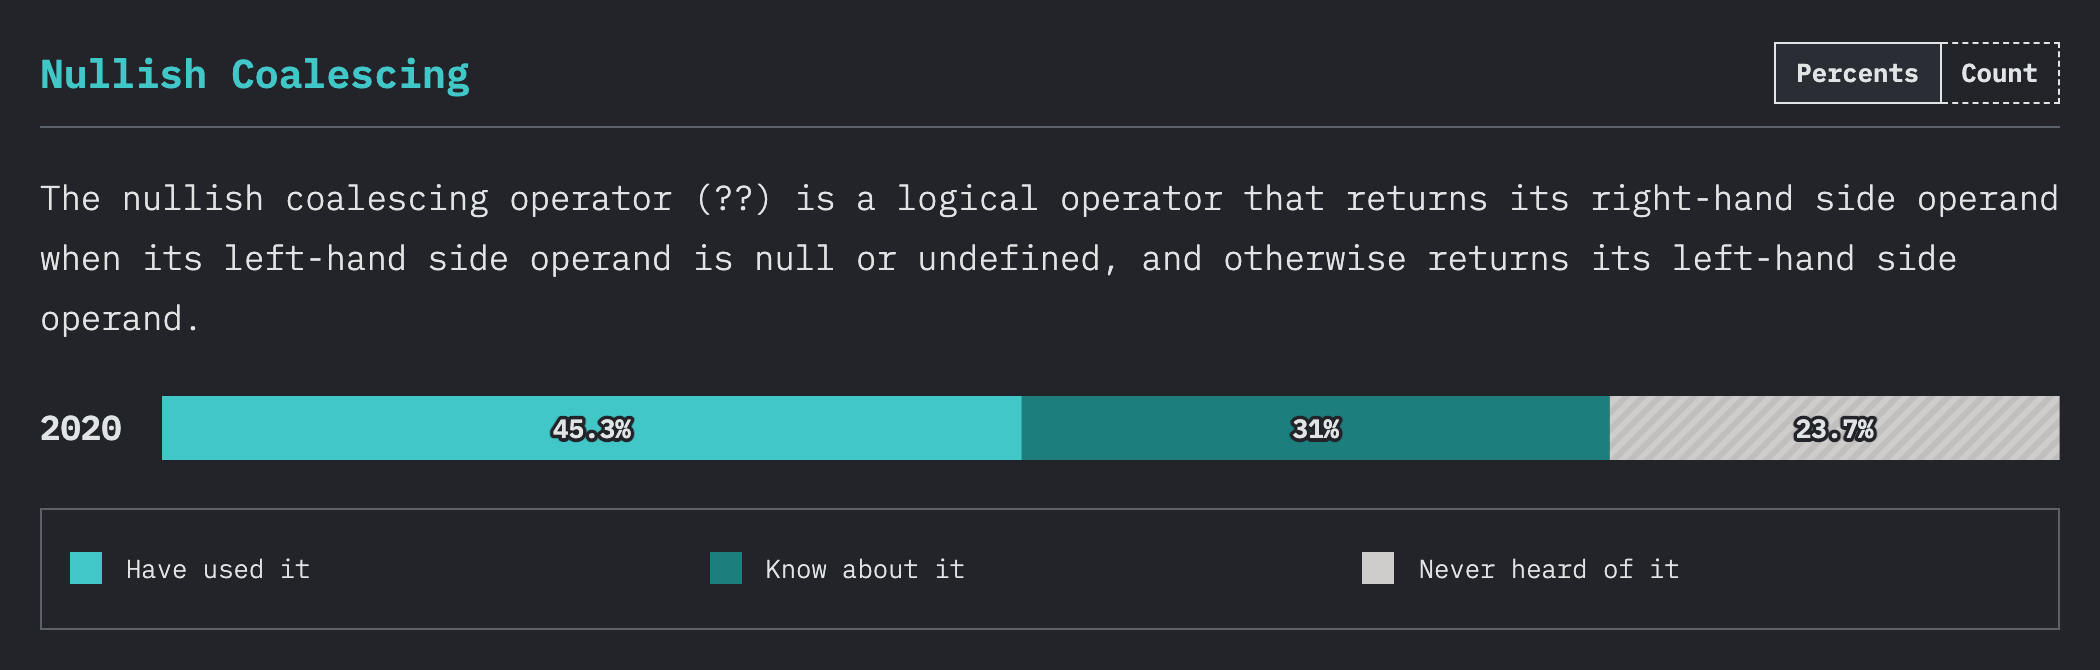 Nullish Coalescing
Percents Count
The nullish coalescing operator (??) is a logical operator that returns its right-hand side operand
when its left-hand side operand is null or undefined, and otherwise returns its left-hand side
operand.
2020 45.3% 31% 23.7%
Have used it Know about it Never heard of it